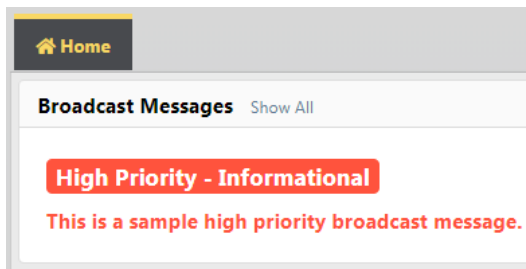 Home
Broadcast Messages Show All
High Priority - Informational
This is a sample high priority broadcast message.